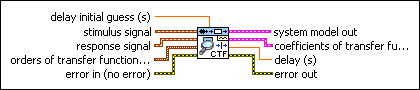 delay initial guess (s)
stimulus signal
response signal
orders of transfer function...
error in (no error)
CTF
system model out
coefficients of transfer fu...
delay (s)
error out